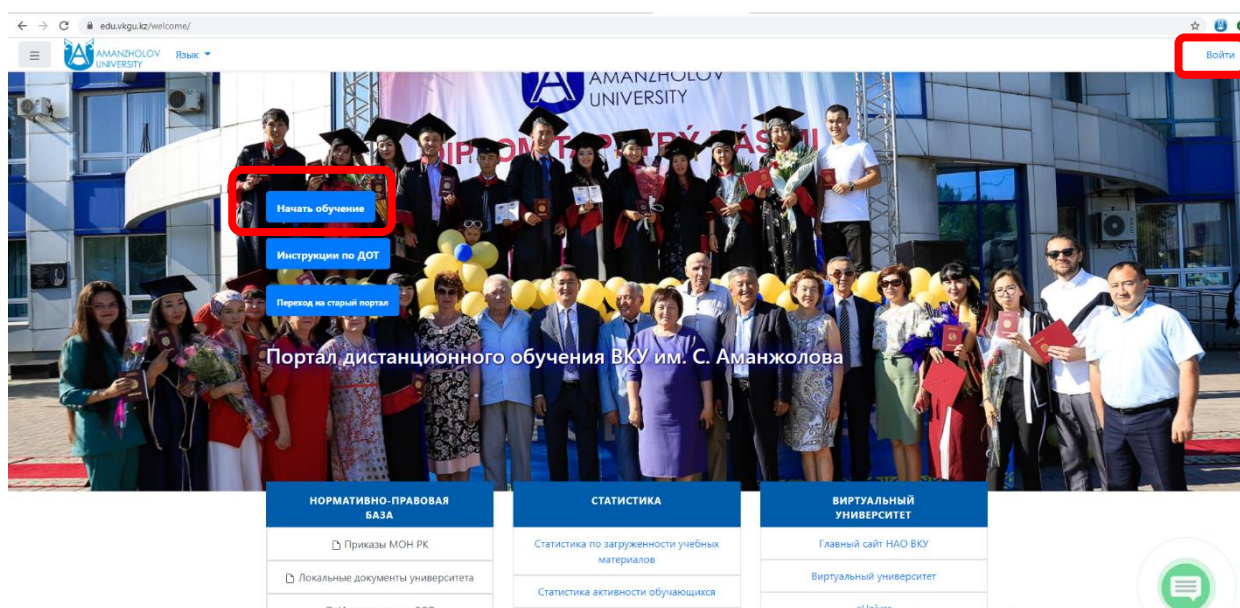 edu.vkgu.kz/welcome/
AMANZHOLOV
UNIVERSITY
Язык
Войти
AMANZHOLOV
UNIVERSITY
Начать обучение
Инструкции по ДОТ
Переход на старый портал
Портал дистанционного обучения ВКУ им. С. Аманжолова
НОРМАТИВНО-ПРАВОВАЯ
БАЗА
Приказы МОН РК
Локальные документы университета
СТАТИСТИКА
Статистика по загруженности учебных
материалов
Статистика активности обучающихся
ВИРТУАЛЬНЫЙ
УНИВЕРСИТЕТ
Главный сайт НАО ВКУ
Виртуальный университет